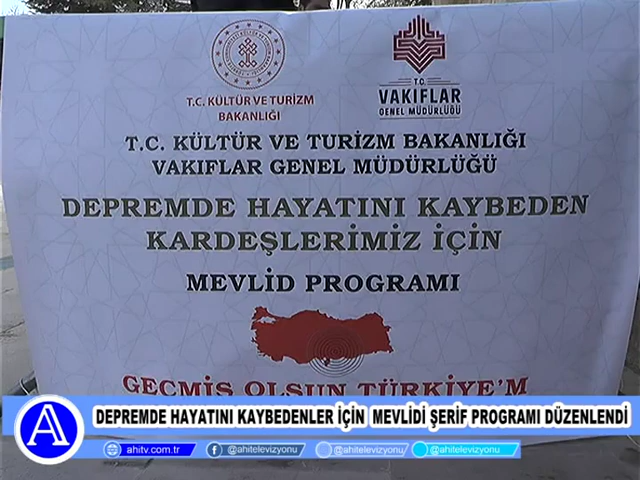 T.C. KÜLTÜR VE TURİZM
BAKANLIĞI
T.C.
VAKIFLAR
GENEL MÜDÜRLÜĞÜ
T.C. KÜLTÜR VE TURİZM BAKANLIĞI
VAKIFLAR GENEL MÜDÜRLÜĞÜ
DEPREMDE HAYATINI KAYBEDEN
KARDEŞLERİMİZ İÇİN
MEVLİD PROGRAMI
GEÇMİŞ OLSUN TÜRKİYE'M
A
DEPREMDE HAYATINI KAYBEDENLER İÇİN MEVLİDİ ŞERİF PROGRAMI DÜZENLENDİ
ahitv.com.tr
@ahitelevizyonu
@ahitelevizyonu
@ahitelevizyonu